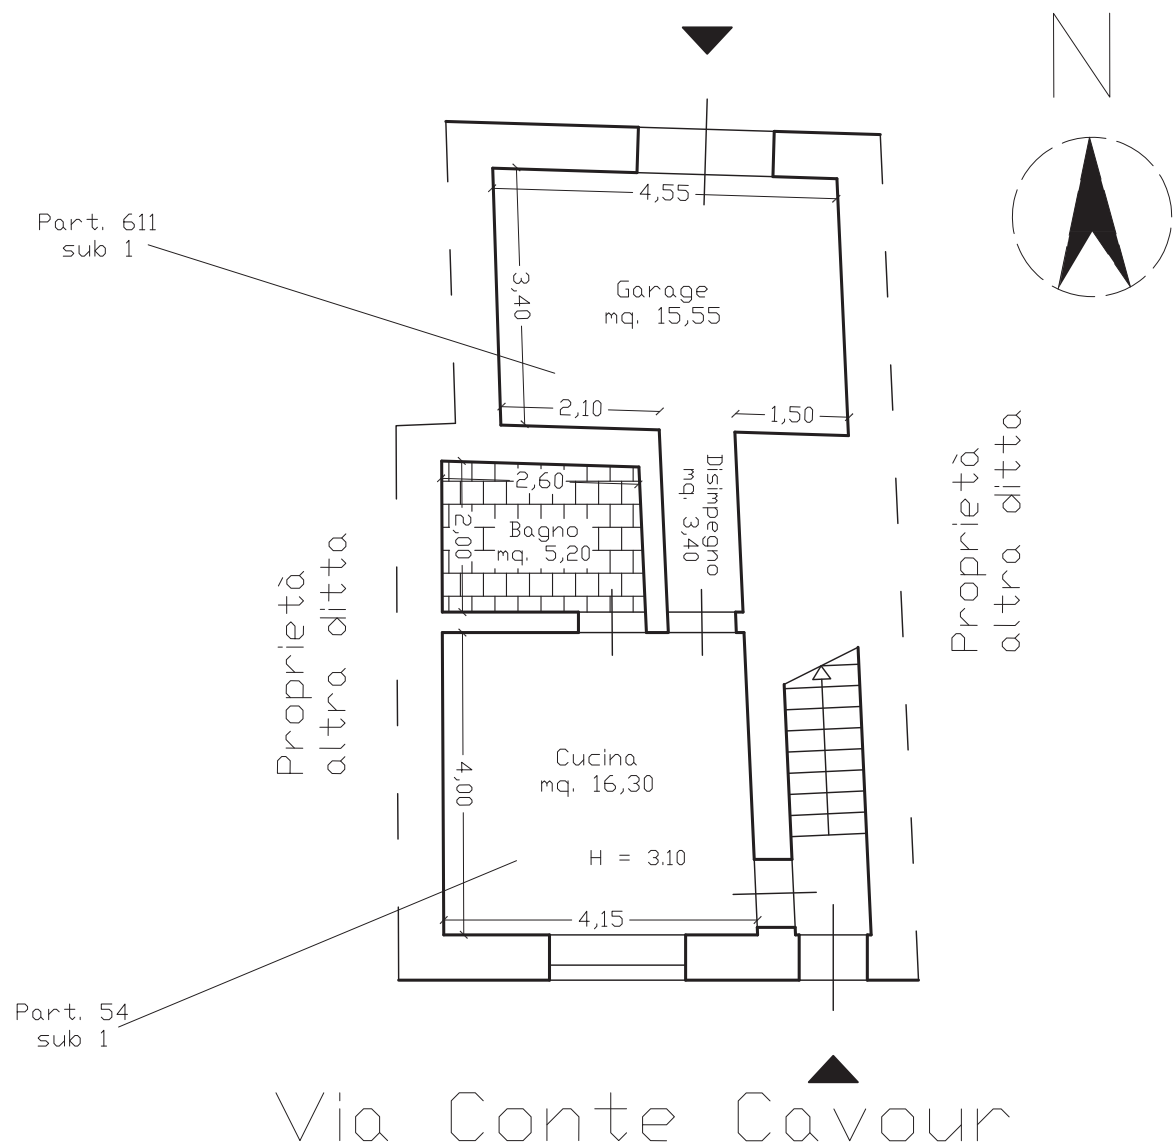 N
4,55
Part. 611
sub 1
3,40
Garage
mq. 15,55
2,10
1,50
Disimpegno
mq. 3,40
2,60
2,00
Bagno
mq. 5,20
Proprietà
altra ditta
Proprietà
altra ditta
Cucina
mq. 16,30
4,00
H = 3.10
4,15
Part. 54
sub 1
Via Conte Cavour